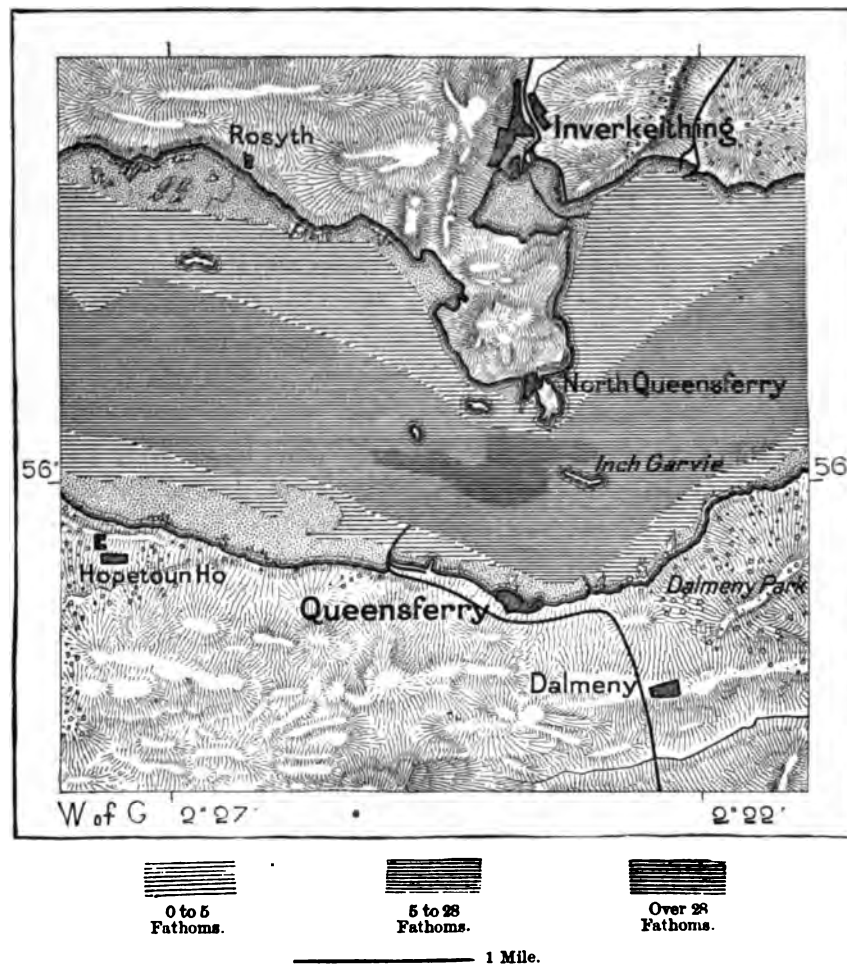 Rosyth
Inverkeithing
North Queensferry
56°
Inch Garvie
56
Hopetoun Ho
Dalmeny Park
Queensferry
Dalmeny
W of G 2°27' 2°22'
0 to 5
Fathoms.
5 to 28
Fathoms.
Over 28
Fathoms.
1 Mile.